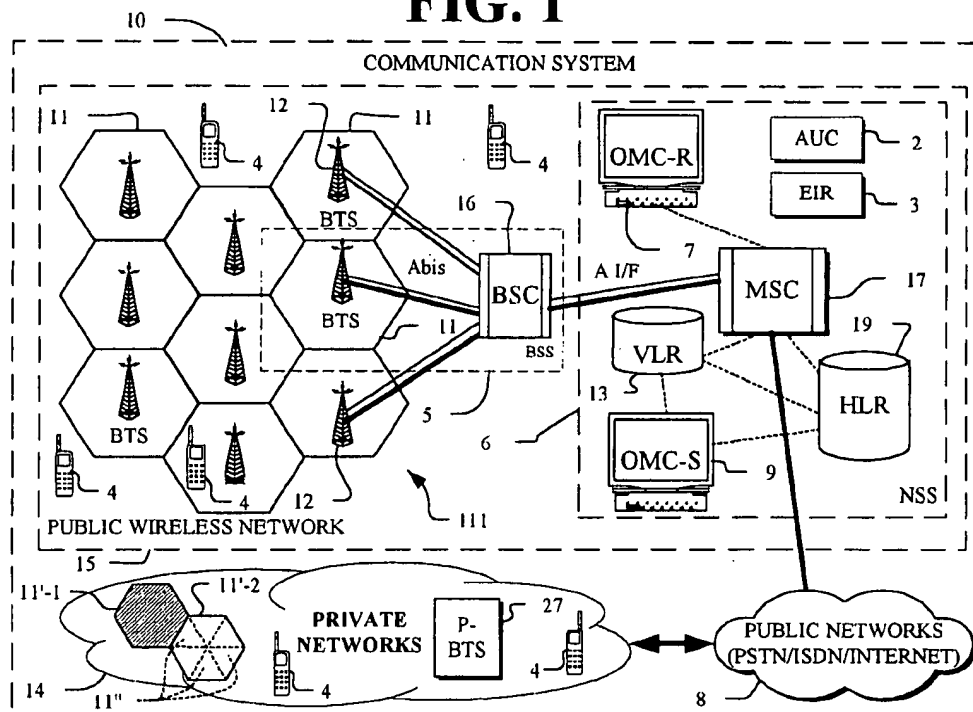 FIG. 1
10
COMMUNICATION SYSTEM
11
12
11
4
4
OMC-R
AUC
2
EIR
3
BTS
16
7
Abis
BSC
A I/F
MSC
17
BTS
11
BSS
VLR
19
13
HLR
5
6
BTS
OMC-S
9
4
4
12
111
NSS
PUBLIC WIRELESS NETWORK
15
11'-1
11'-2
PRIVATE
NETWORKS
P-
BTS
27
PUBLIC NETWORKS
(PSTN/ISDN/INTERNET)
14
11"
4
4
8